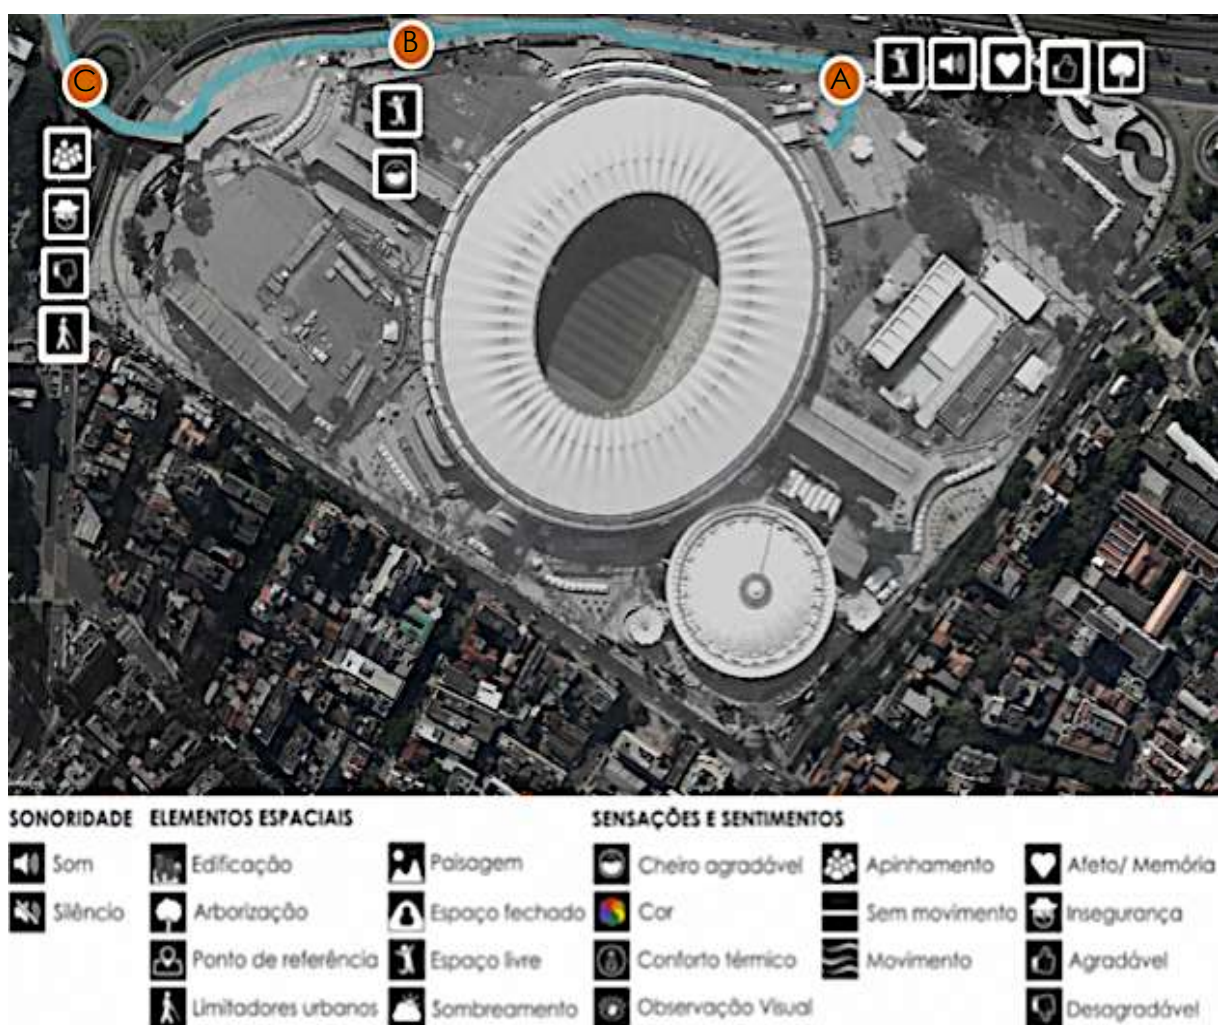 B
C
A
SONORIDADE ELEMENTOS ESPACIAIS SENSAÇÕES E SENTIMENTOS
Som Edificação Paisagem Cheiro agradável Apinhamento Afeto/ Memória
Silêncio Arborização Espaço fechado Cor Sem movimento Insegurança
Ponto de referência Espaço livre Conforto térmico Movimento Agradável
Limitadores urbanos Sombreamento Observação Visual Desagradável